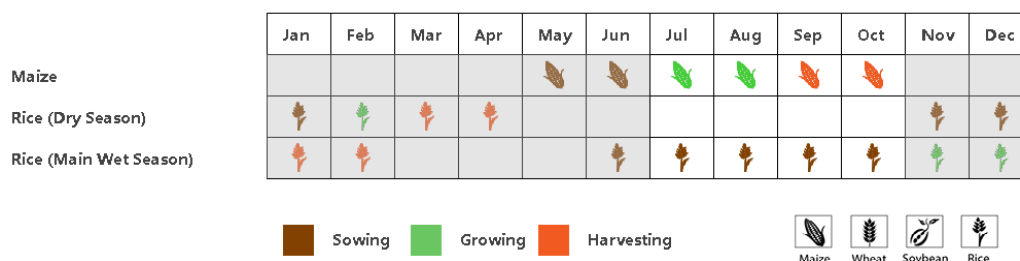 Jan Feb Mar Apr May Jun Jul Aug Sep Oct Nov Dec
Maize
Rice (Dry Season)
Rice (Main Wet Season)
Sowing Growing Harvesting
Maize Wheat Soybean Rice